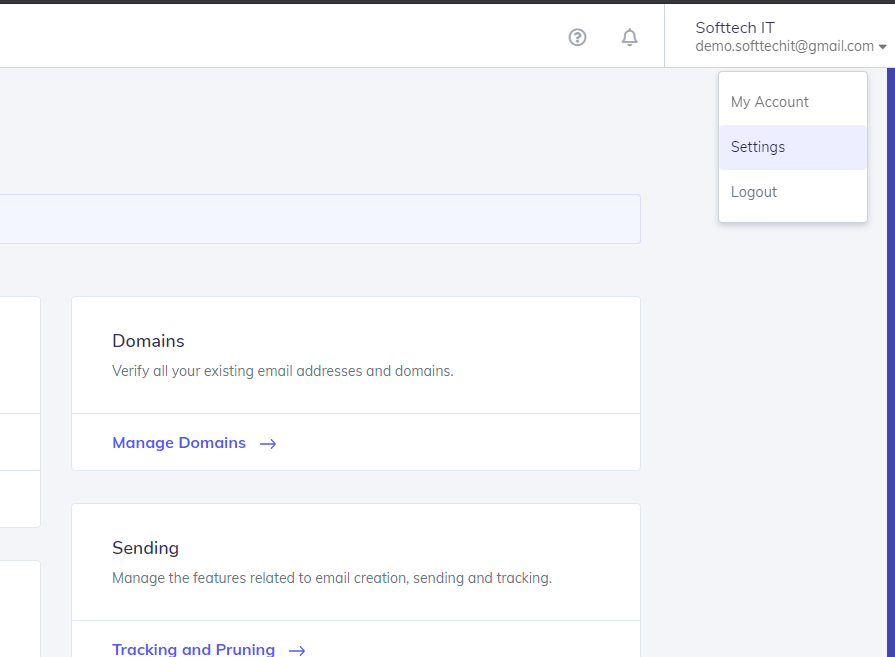 Softtech IT
demo.softtechit@gmail.com
My Account
Settings
Logout
Domains
Verify all your existing email addresses and domains.
Manage Domains
Sending
Manage the features related to email creation, sending and tracking.
Tracking and Pruning